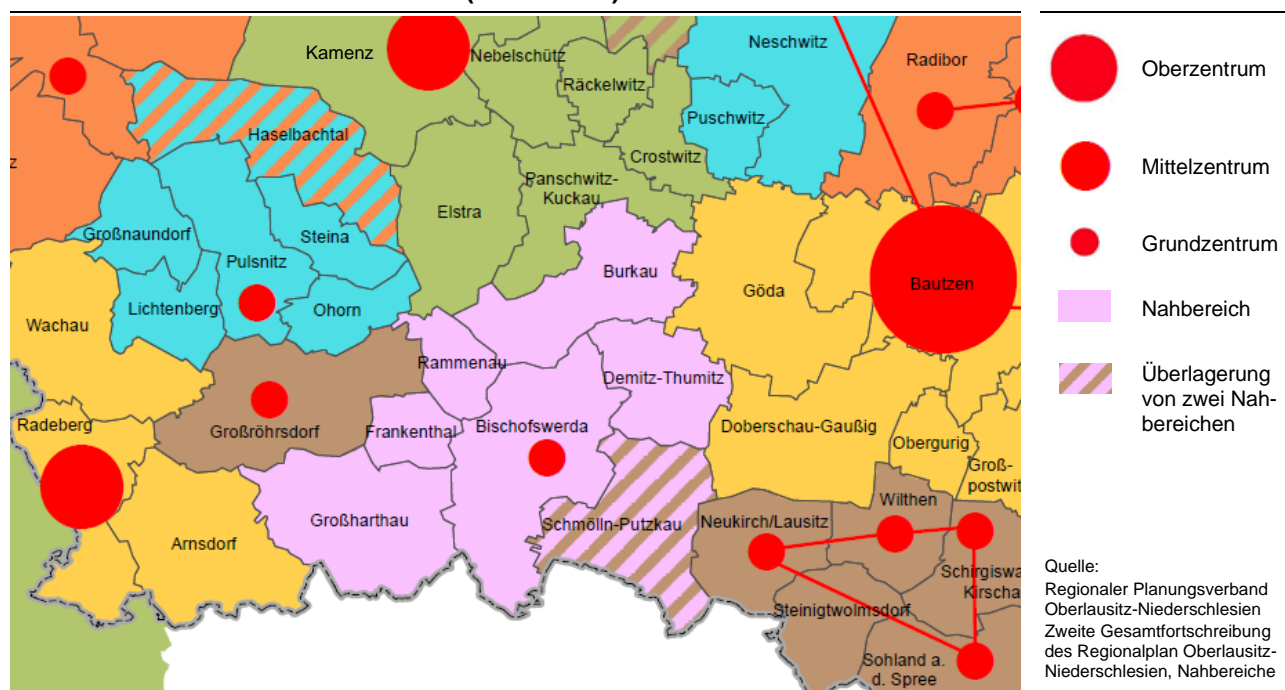 Kamenz
Nebelschütz
Neschwitz
Radibor
Räckelwitz
Puschwitz
Haselbachtal
Crostwitz
z
Panschwitz-
Kuckau
Elstra
Großnaundorf
Steina
Pulsnitz
Burkau
Göda
Bautzen
Lichtenberg
Ohorn
Wachau
Rammenau
Demitz-Thumitz
Radeberg
Großröhrsdorf
Frankenthal
Bischofswerda
Doberschau-Gaußig
Obergurig
Groß-
postwit
Wilthen
Großharthau
Schmölln-Putzkau
Neukirch/Lausitz
Arnsdorf
Schirgiswa
Kirscha
Steinigtwolmsdorf
Sohland a.
d. Spree
Oberzentrum
Mittelzentrum
Grundzentrum
Nahbereich
Überlagerung
von zwei Nah-
bereichen
Quelle:
Regionaler Planungsverband
Oberlausitz-Niederschlesien
Zweite Gesamtfortschreibung
des Regionalplan Oberlausitz-
Niederschlesien, Nahbereiche